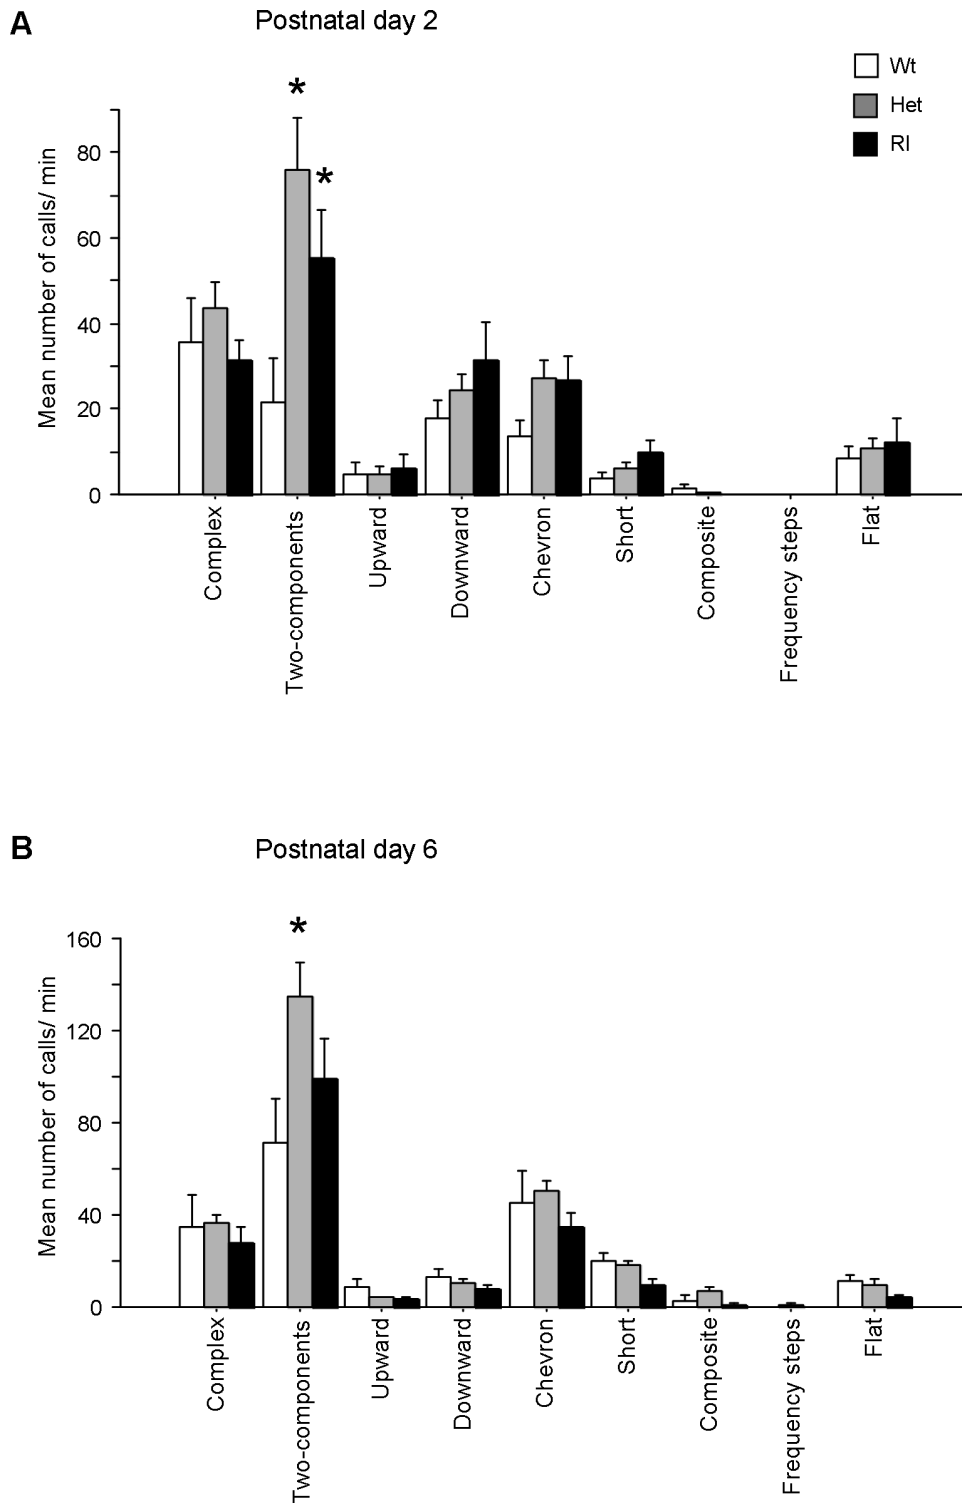 A
Postnatal day 2
Wt
Het
RI
*
*
Mean number of calls/ min
80
60
40
20
0
Complex
Two-components
Upward
Downward
Chevron
Short
Composite
Frequency steps
Flat
B
Postnatal day 6
*
Mean number of calls/ min
160
120
80
40
0
Complex
Two-components
Upward
Downward
Chevron
Short
Composite
Frequency steps
Flat